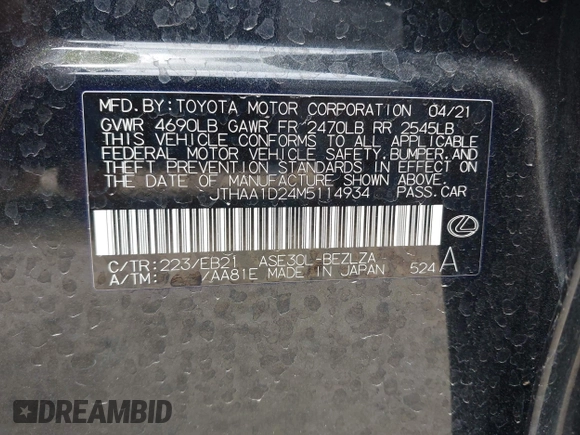 MFD. BY: TOYOTA MOTOR CORPORATION 04/21
GVWR 4690LB GAWR FR 2470LB RR 2545LB
THIS VEHICLE CONFORMS TO ALL APPLICABLE
FEDERAL MOTOR VEHICLE SAFETY, BUMPER, AND
THEFT PREVENTION STANDARDS IN EFFECT ON
THE DATE OF MANUFACTURE SHOWN ABOVE.
JTHAA1D24M5114934 PASS. CAR
C/TR: 223/EB21 ASE30L-BEZLZA
A/TM: /AA81E MADE IN JAPAN 524 A
DREAMBID